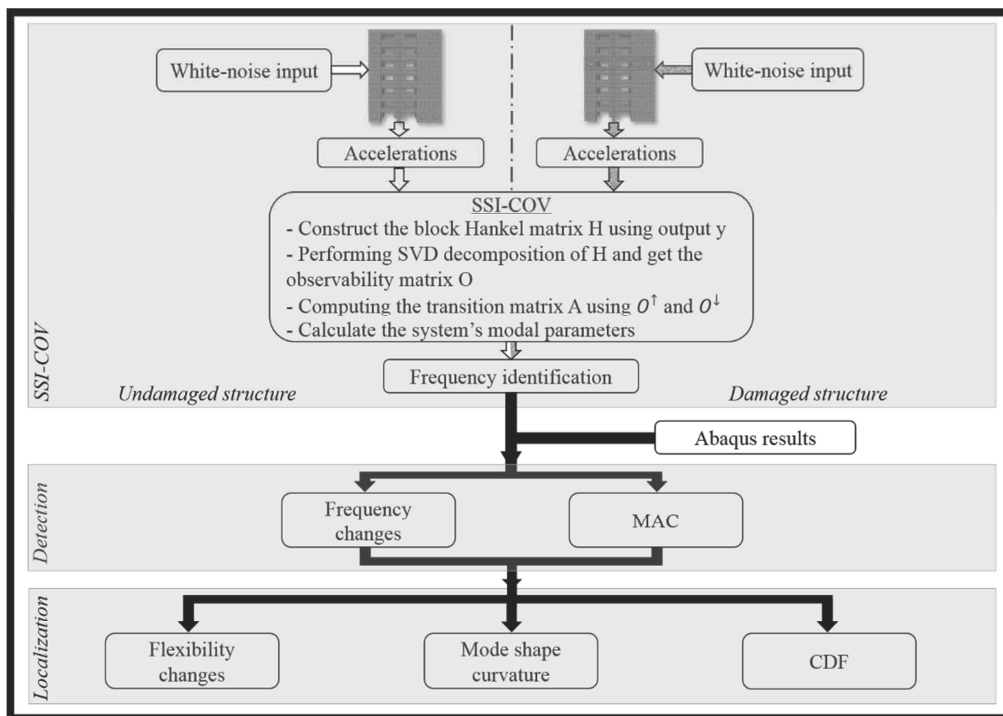 White-noise input
White-noise input
Accelerations
Accelerations
SSI-COV
- Construct the block Hankel matrix H using output y
- Performing SVD decomposition of H and get the
observability matrix O
- Computing the transition matrix A using O↑ and O↓
- Calculate the system's modal parameters
Frequency identification
SSI-COV
Undamaged structure
Damaged structure
Abaqus results
Detection
Frequency
changes
MAC
Localization
Flexibility
changes
Mode shape
curvature
CDF